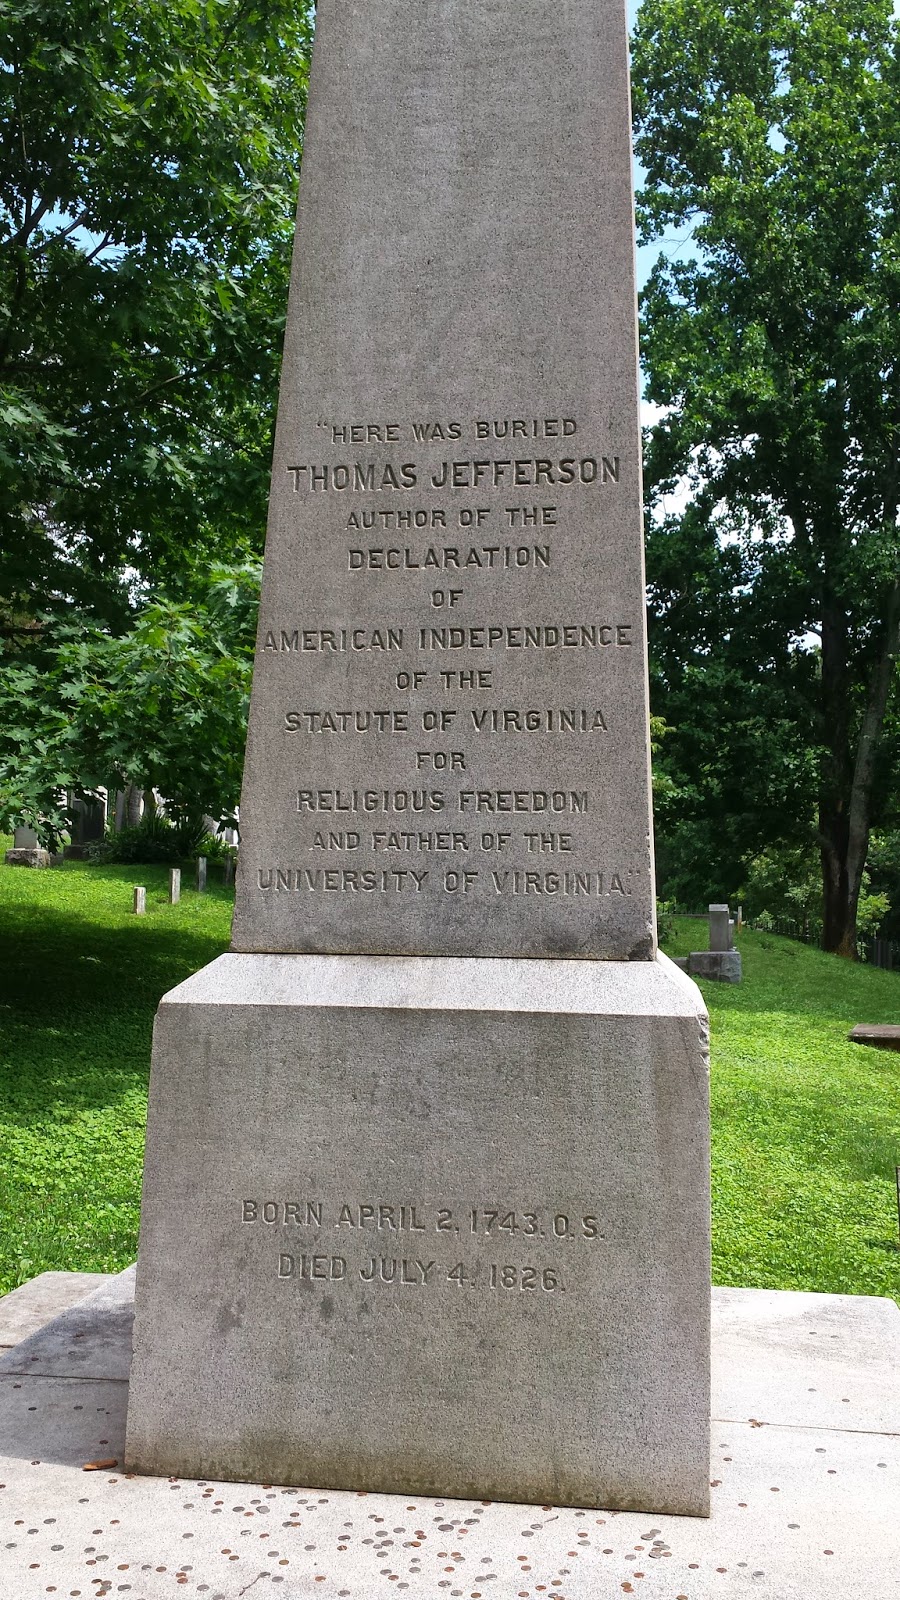 "HERE WAS BURIED
THOMAS JEFFERSON
AUTHOR OF THE
DECLARATION
OF
AMERICAN INDEPENDENCE
OF THE
STATUTE OF VIRGINIA
FOR
RELIGIOUS FREEDOM
AND FATHER OF THE
UNIVERSITY OF VIRGINIA."
BORN APRIL 2, 1743. O. S.
DIED JULY 4, 1826.